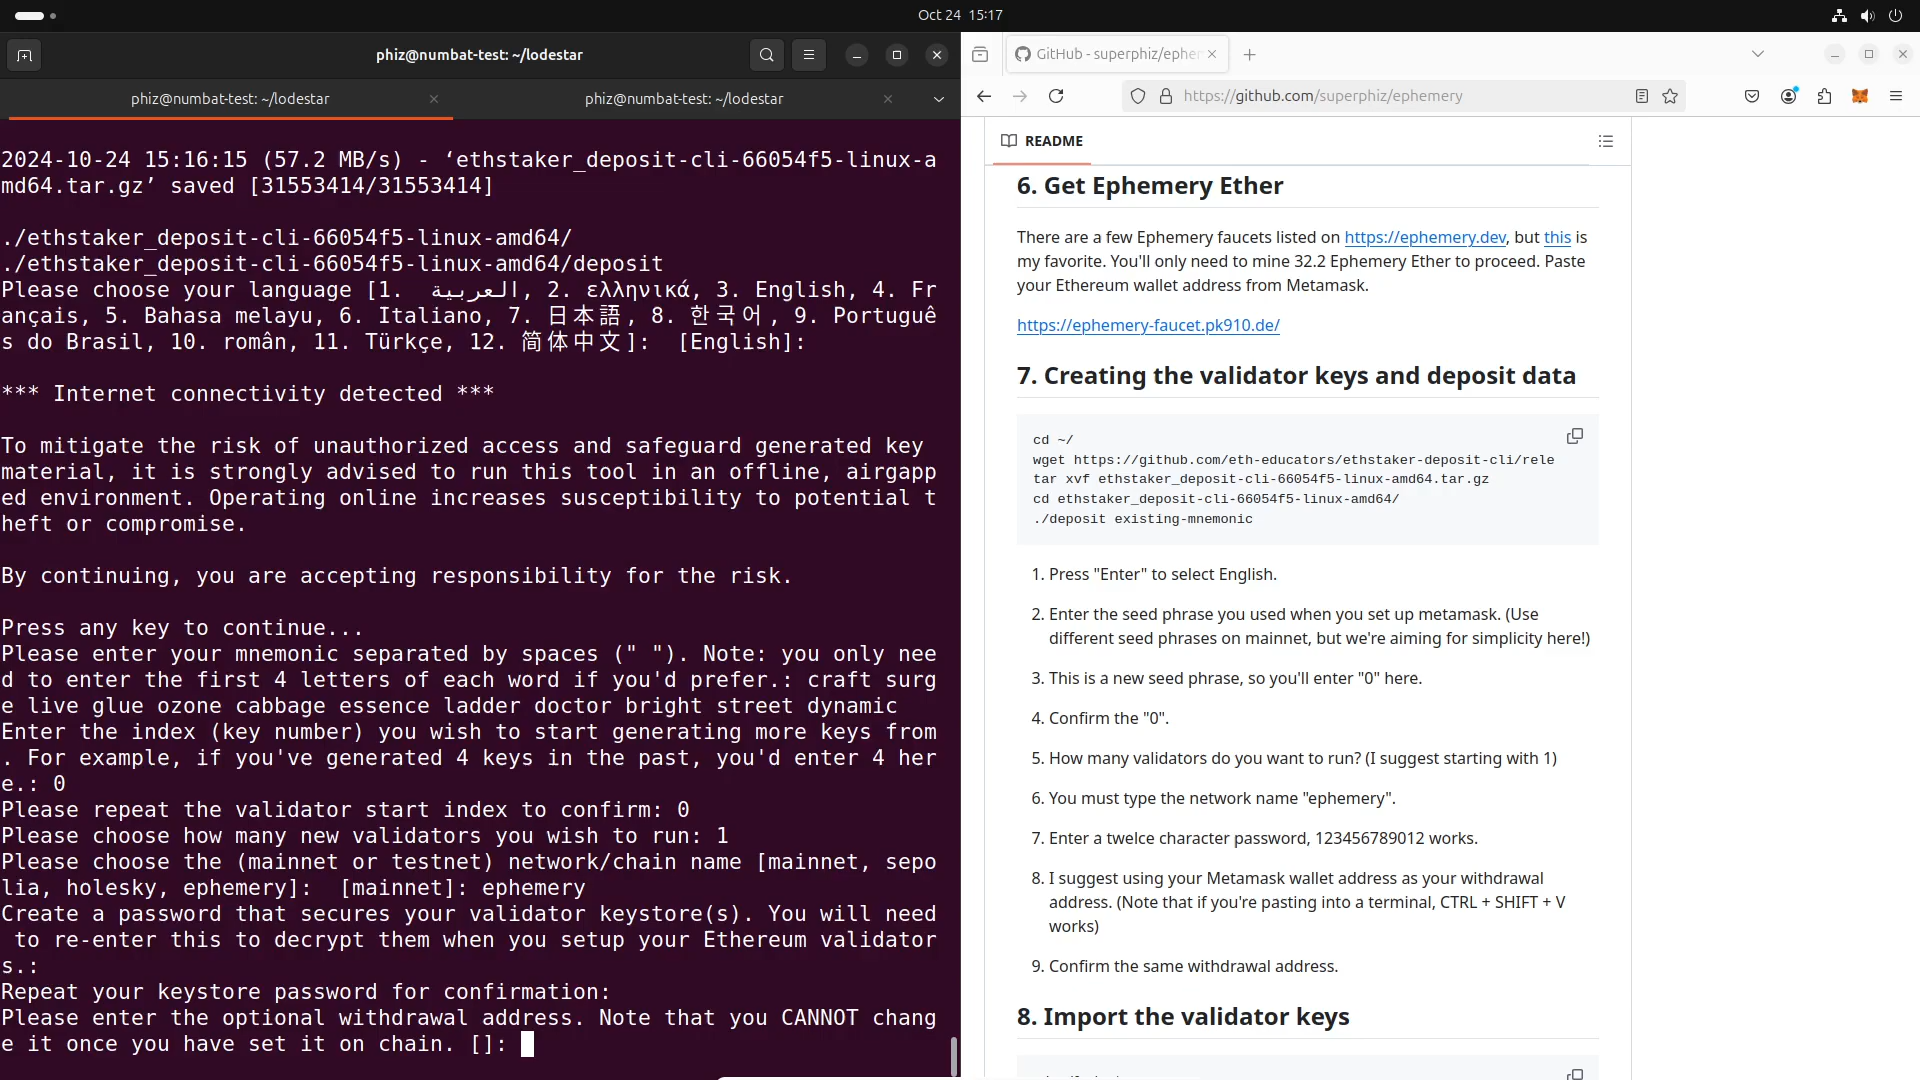 Oct 24 15:17
phiz@numbat-test: ~/lodestar
phiz@numbat-test: ~/lodestar
phiz@numbat-test: ~/lodestar
2024-10-24 15:16:15 (57.2 MB/s) - ‘ethstaker_deposit-cli-66054f5-linux-a
md64.tar.gz’ saved [31553414/31553414]
./ethstaker_deposit-cli-66054f5-linux-amd64/
./ethstaker_deposit-cli-66054f5-linux-amd64/deposit
Please choose your language [1. العربية, 2. ελληνικά, 3. English, 4. Fr
ançais, 5. Bahasa melayu, 6. Italiano, 7. 日本語, 8. 한국어, 9. Portuguê
s do Brasil, 10. român, 11. Türkçe, 12. 简体中文]:  [English]:
*** Internet connectivity detected ***
To mitigate the risk of unauthorized access and safeguard generated key
material, it is strongly advised to run this tool in an offline, airgapp
ed environment. Operating online increases susceptibility to potential t
heft or compromise.
By continuing, you are accepting responsibility for the risk.
Press any key to continue...
Please enter your mnemonic separated by spaces (" "). Note: you only nee
d to enter the first 4 letters of each word if you'd prefer.: craft surg
e live glue ozone cabbage essence ladder doctor bright street dynamic
Enter the index (key number) you wish to start generating more keys from
. For example, if you've generated 4 keys in the past, you'd enter 4 her
e.: 0
Please repeat the validator start index to confirm: 0
Please choose how many new validators you wish to run: 1
Please choose the (mainnet or testnet) network/chain name [mainnet, sepo
lia, holesky, ephemery]:  [mainnet]: ephemery
Create a password that secures your validator keystore(s). You will need
 to re-enter this to decrypt them when you setup your Ethereum validator
s.:
Repeat your keystore password for confirmation:
Please enter the optional withdrawal address. Note that you CANNOT chang
e it once you have set it on chain. []:
GitHub - superphiz/ephe
https://github.com/superphiz/ephemery
README
6. Get Ephemery Ether
There are a few Ephemery faucets listed on https://ephemery.dev, but this is
my favorite. You'll only need to mine 32.2 Ephemery Ether to proceed. Paste
your Ethereum wallet address from Metamask.
https://ephemery-faucet.pk910.de/
7. Creating the validator keys and deposit data
cd ~/
wget https://github.com/eth-educators/ethstaker-deposit-cli/rele
tar xvf ethstaker_deposit-cli-66054f5-linux-amd64.tar.gz
cd ethstaker_deposit-cli-66054f5-linux-amd64/
./deposit existing-mnemonic
1. Press "Enter" to select English.
2. Enter the seed phrase you used when you set up metamask. (Use
different seed phrases on mainnet, but we're aiming for simplicity here!)
3. This is a new seed phrase, so you'll enter "0" here.
4. Confirm the "0".
5. How many validators do you want to run? (I suggest starting with 1)
6. You must type the network name "ephemery".
7. Enter a twelce character password, 123456789012 works.
8. I suggest using your Metamask wallet address as your withdrawal
address. (Note that if you're pasting into a terminal, CTRL + SHIFT + V
works)
9. Confirm the same withdrawal address.
8. Import the validator keys